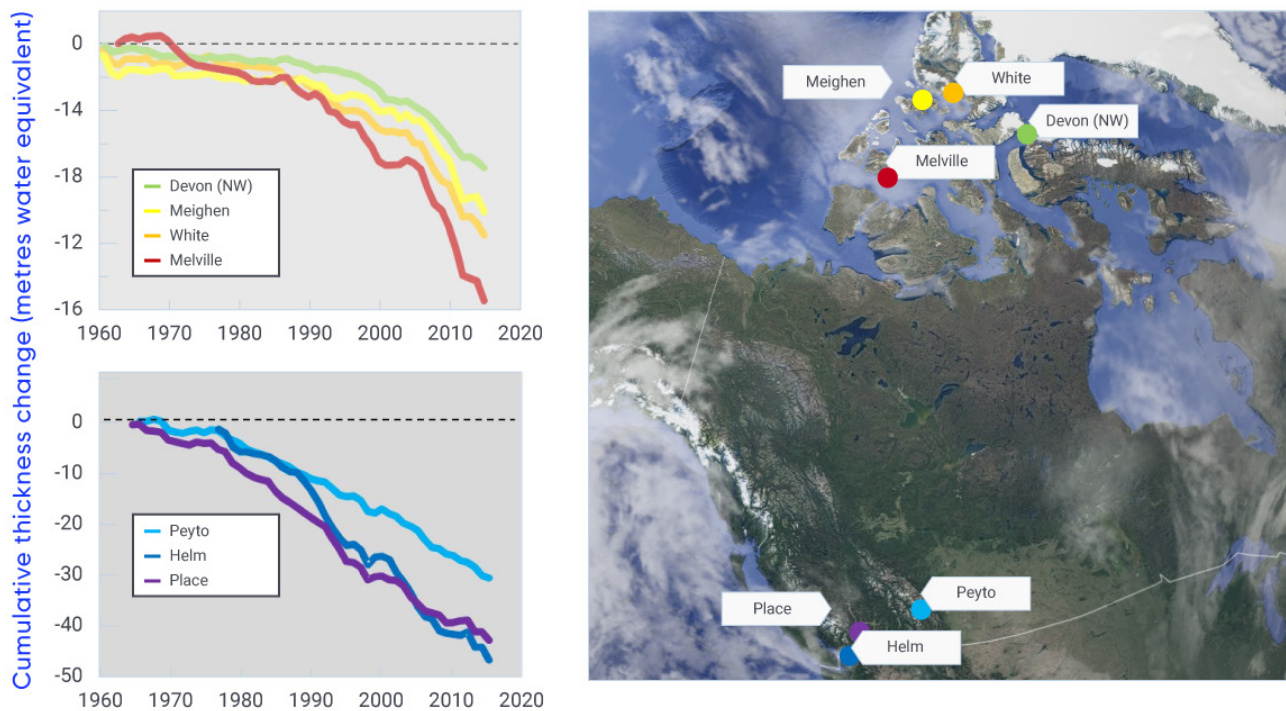 Cumulative thickness change (metres water equivalent)
0
-14
-18
-12
-16
Devon (NW)
Meighen
White
Melville
1960 1970 1980 1990 2000 2010 2020
0
-10
-20
-30
-40
-50
Peyto
Helm
Place
1960 1970 1980 1990 2000 2010 2020
Meighen
White
Devon (NW)
Melville
Peyto
Place
Helm